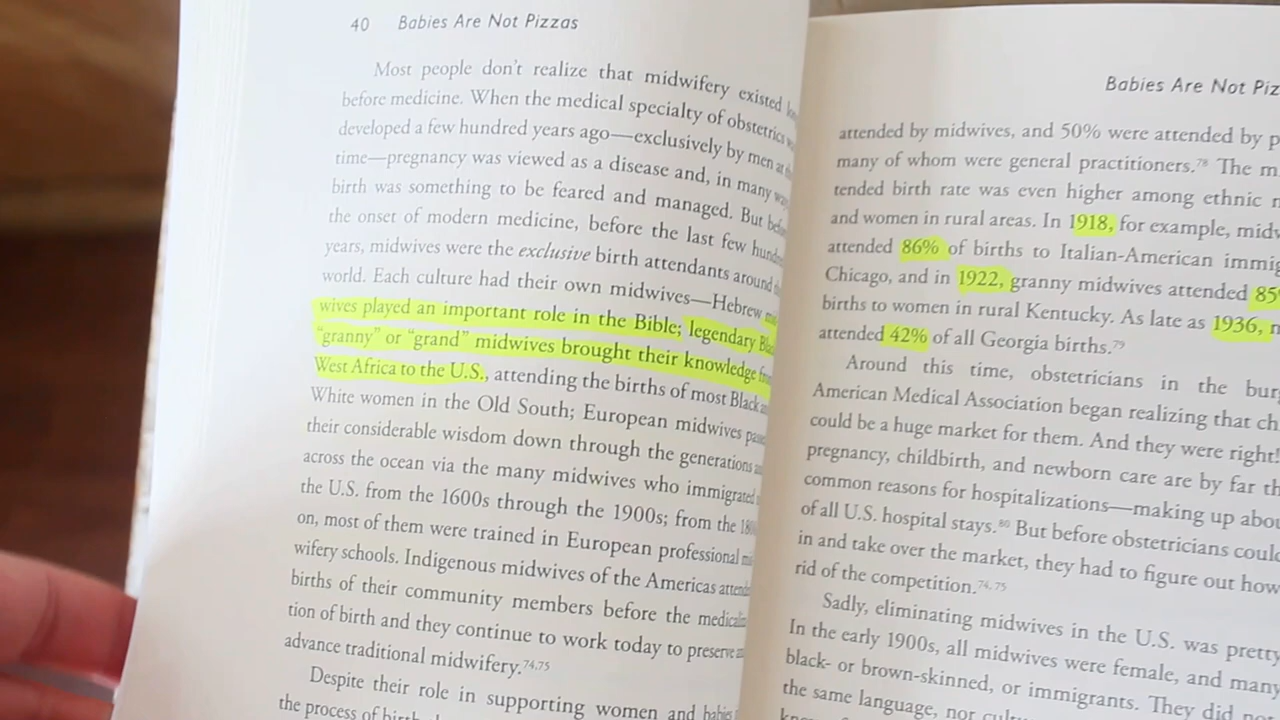 40 Babies Are Not Pizzas
Most people don't realize that midwifery existed
before medicine. When the medical specialty of obstetrics
developed a few hundred years ago—exclusively by men at
time—pregnancy was viewed as a disease and, in many
birth was something to be feared and managed. But
the onset of modern medicine, before the last few
years, midwives were the exclusive birth attendants around
world. Each culture had their own midwives—Hebrew
wives played an important role in the Bible; legendary
“granny” or “grand” midwives brought their knowledge
West Africa to the U.S., attending the births of most Black
White women in the Old South; European midwives
their considerable wisdom down through the generations
across the ocean via the many midwives who immigrated
the U.S. from the 1600s through the 1900s; from the
on, most of them were trained in European professional
wifery schools. Indigenous midwives of the Americas
births of their community members before the
tion of birth and they continue to work today to preserve
advance traditional midwifery.74,75
Despite their role in supporting women and babies
the process of
Babies Are Not
attended by midwives, and 50% were attended by
many of whom were general practitioners.78 The
tended birth rate was even higher among ethnic
and women in rural areas. In 1918, for example,
attended 86% of births to Italian-American
Chicago, and in 1922, granny midwives attended
births to women in rural Kentucky. As late as 1936,
attended 42% of all Georgia births.79
Around this time, obstetricians in the
American Medical Association began realizing that
could be a huge market for them. And they were right!
pregnancy, childbirth, and newborn care are by far
common reasons for hospitalizations—making up
of all U.S. hospital stays.80 But before obstetricians
in and take over the market, they had to figure out how
rid of the competition.74,75
Sadly, eliminating midwives in the U.S. was pretty
In the early 1900s, all midwives were female, and many
black- or brown-skinned, or immigrants. They did
the same language, nor